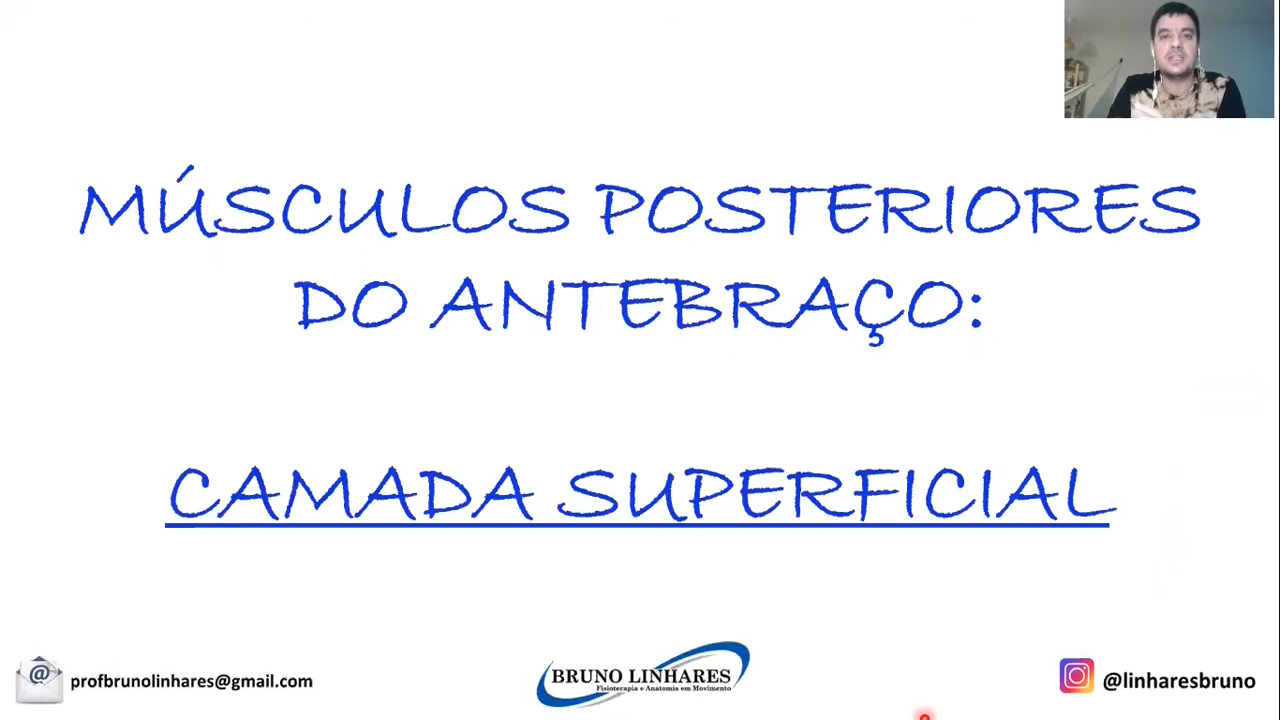 MÚSCULOS POSTERIORES
DO ANTEBRAÇO:
CAMADA SUPERFICIAL
@
profbrunolinhares@gmail.com
BRUNO LINHARES
Fisioterapia e Anatomia em Movimento
@linharesbruno